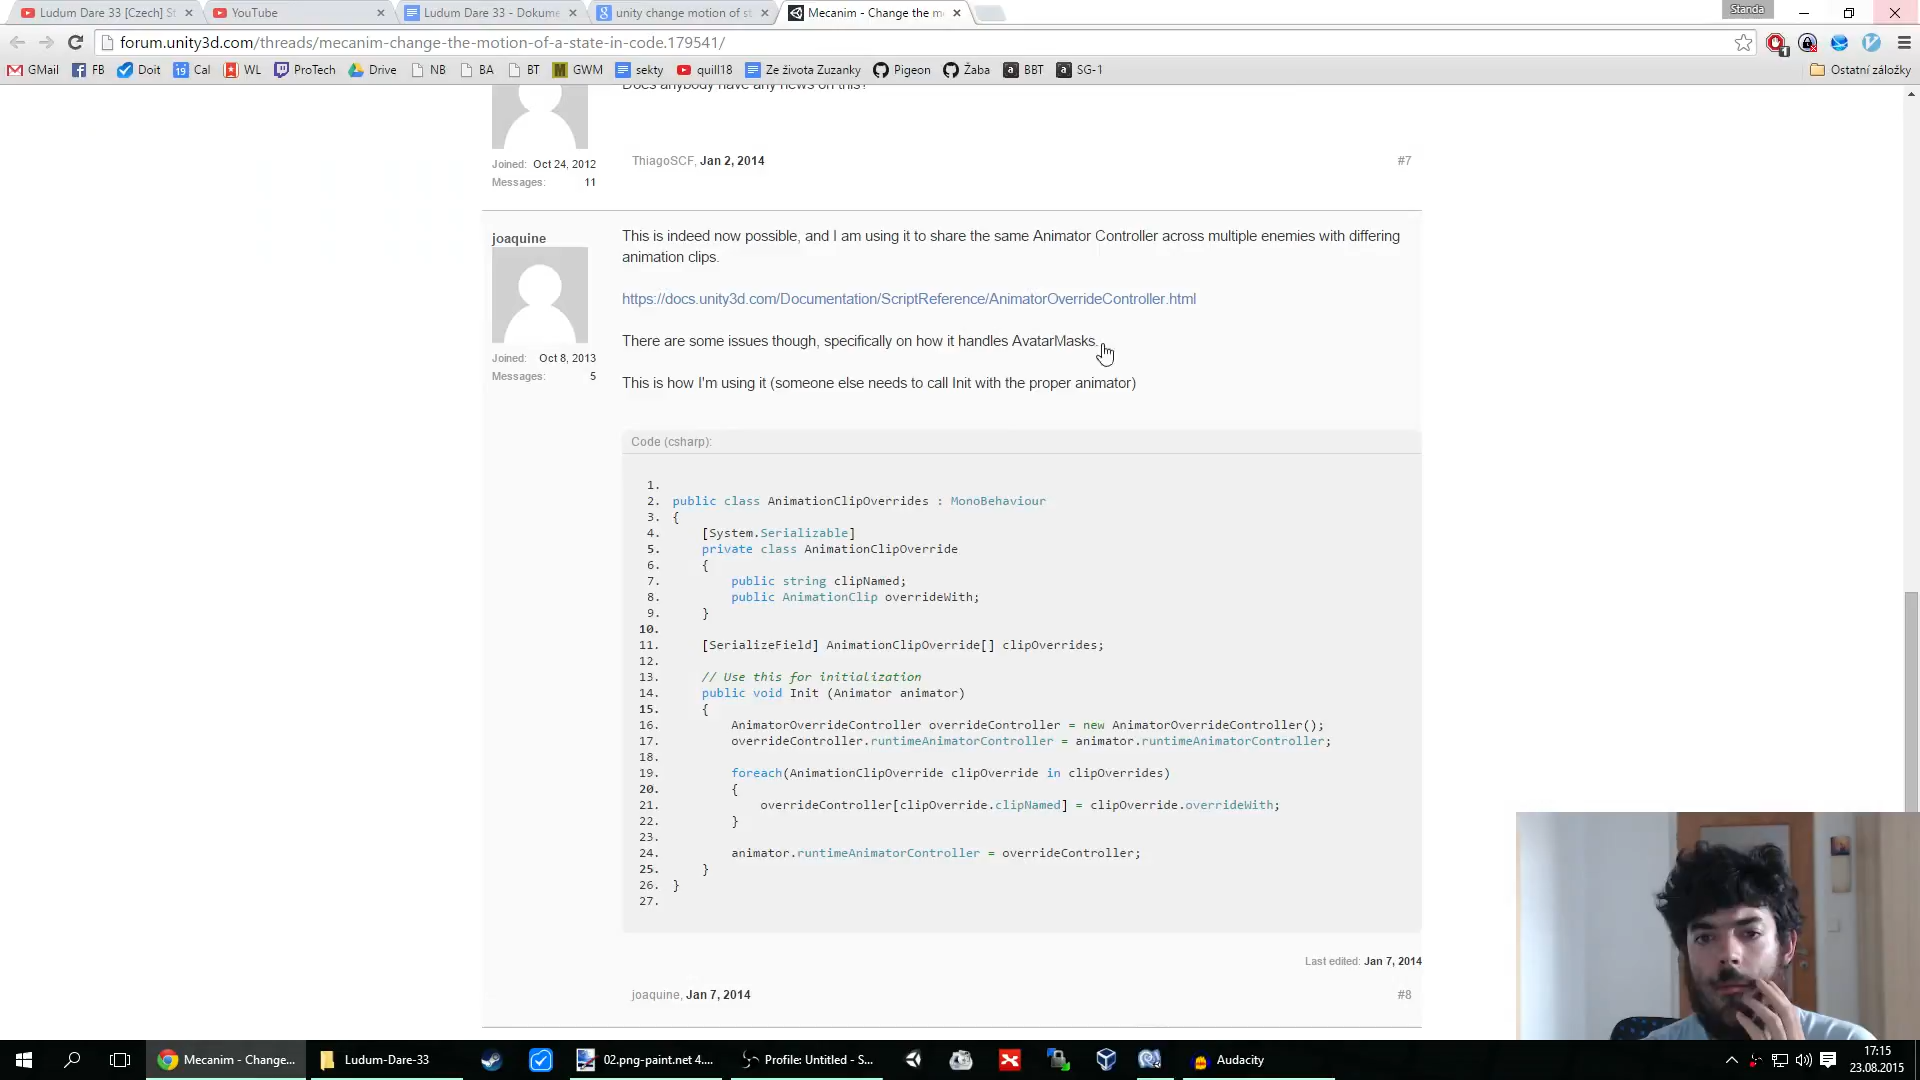 Ludum Dare 33 [Czech] St
YouTube
Ludum Dare 33 - Dokume
unity change motion of st
Mecanim - Change the m
Standa
forum.unity3d.com/threads/mecanim-change-the-motion-of-a-state-in-code.179541/
GMail FB Doit 19 Cal WL ProTech Drive NB BA BT GWM sekty quill18 Ze života Zuzanky Pigeon Žaba BBT SG-1 Ostatní záložky
Does anybody have any news on this?
Joined: Oct 24, 2012
Messages: 11
ThiagoSCF, Jan 2, 2014 #7
joaquine
Joined: Oct 8, 2013
Messages: 5
This is indeed now possible, and I am using it to share the same Animator Controller across multiple enemies with differing
animation clips.
https://docs.unity3d.com/Documentation/ScriptReference/AnimatorOverrideController.html
There are some issues though, specifically on how it handles AvatarMasks.
This is how I'm using it (someone else needs to call Init with the proper animator)
Code (csharp):
1.
2. public class AnimationClipOverrides : MonoBehaviour
3. {
4. [System.Serializable]
5. private class AnimationClipOverride
6. {
7. public string clipNamed;
8. public AnimationClip overrideWith;
9. }
10.
11. [SerializeField] AnimationClipOverride[] clipOverrides;
12.
13. // Use this for initialization
14. public void Init (Animator animator)
15. {
16. AnimatorOverrideController overrideController = new AnimatorOverrideController();
17. overrideController.runtimeAnimatorController = animator.runtimeAnimatorController;
18.
19. foreach(AnimationClipOverride clipOverride in clipOverrides)
20. {
21. overrideController[clipOverride.clipNamed] = clipOverride.overrideWith;
22. }
23.
24. animator.runtimeAnimatorController = overrideController;
25. }
26. }
27.
Last edited: Jan 7, 2014
joaquine, Jan 7, 2014 #8
Mecanim - Change...
Ludum-Dare-33
02.png-paint.net 4....
Profile: Untitled - S...
Audacity
17:15
23.08.2015